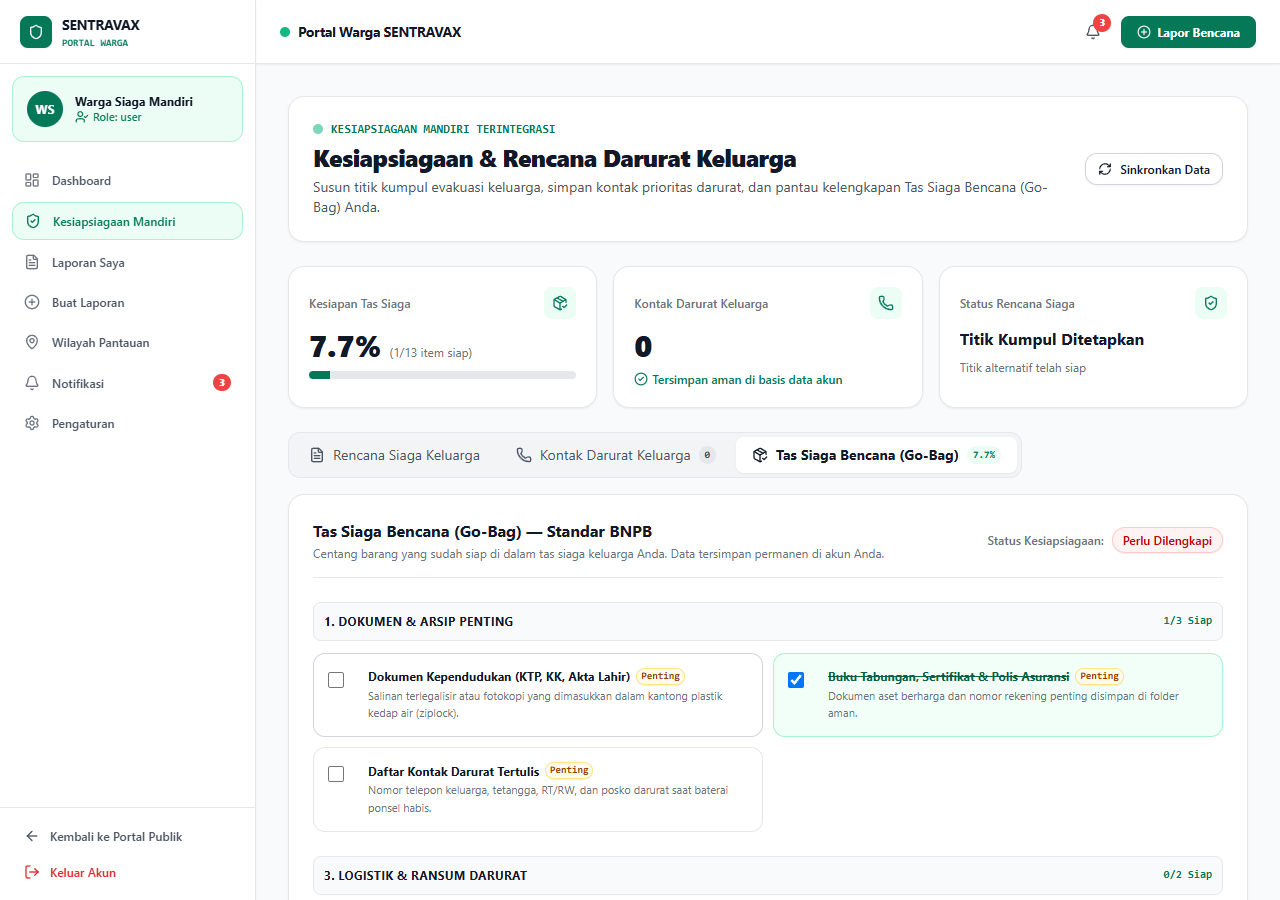 SENTRAVAX
PORTAL WARGA
Portal Warga SENTRAVAX
3
Lapor Bencana
WS
Warga Siaga Mandiri
Role: user
Dashboard
Kesiapsiagaan Mandiri
Laporan Saya
Buat Laporan
Wilayah Pantauan
Notifikasi
3
Pengaturan
Kembali ke Portal Publik
Keluar Akun
KESIAPSIAGAAN MANDIRI TERINTEGRASI
Kesiapsiagaan & Rencana Darurat Keluarga
Susun titik kumpul evakuasi keluarga, simpan kontak prioritas darurat, dan pantau kelengkapan Tas Siaga Bencana (Go-
Bag) Anda.
Sinkronkan Data
Kesiapan Tas Siaga
7.7% (1/13 item siap)
Kontak Darurat Keluarga
0
Tersimpan aman di basis data akun
Status Rencana Siaga
Titik Kumpul Ditetapkan
Titik alternatif telah siap
Rencana Siaga Keluarga
Kontak Darurat Keluarga 0
Tas Siaga Bencana (Go-Bag) 7.7%
Tas Siaga Bencana (Go-Bag) — Standar BNPB
Centang barang yang sudah siap di dalam tas siaga keluarga Anda. Data tersimpan permanen di akun Anda.
Status Kesiapsiagaan: Perlu Dilengkapi
1. DOKUMEN & ARSIP PENTING
1/3 Siap
Dokumen Kependudukan (KTP, KK, Akta Lahir) Penting
Salinan terlegalisir atau fotokopi yang dimasukkan dalam kantong plastik
kedap air (ziplock).
Buku Tabungan, Sertifikat & Polis Asuransi Penting
Dokumen aset berharga dan nomor rekening penting disimpan di folder
aman.
Daftar Kontak Darurat Tertulis Penting
Nomor telepon keluarga, tetangga, RT/RW, dan posko darurat saat baterai
ponsel habis.
3. LOGISTIK & RANSUM DARURAT
0/2 Siap